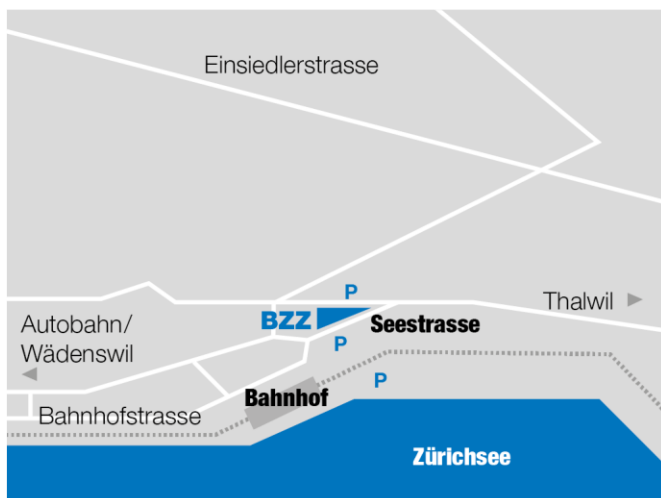 Einsiedlerstrasse
P
Thalwil
BZZ
Seestrasse
Autobahn/
Wädenswil
P
P
Bahnhof
Bahnhofstrasse
Zürichsee